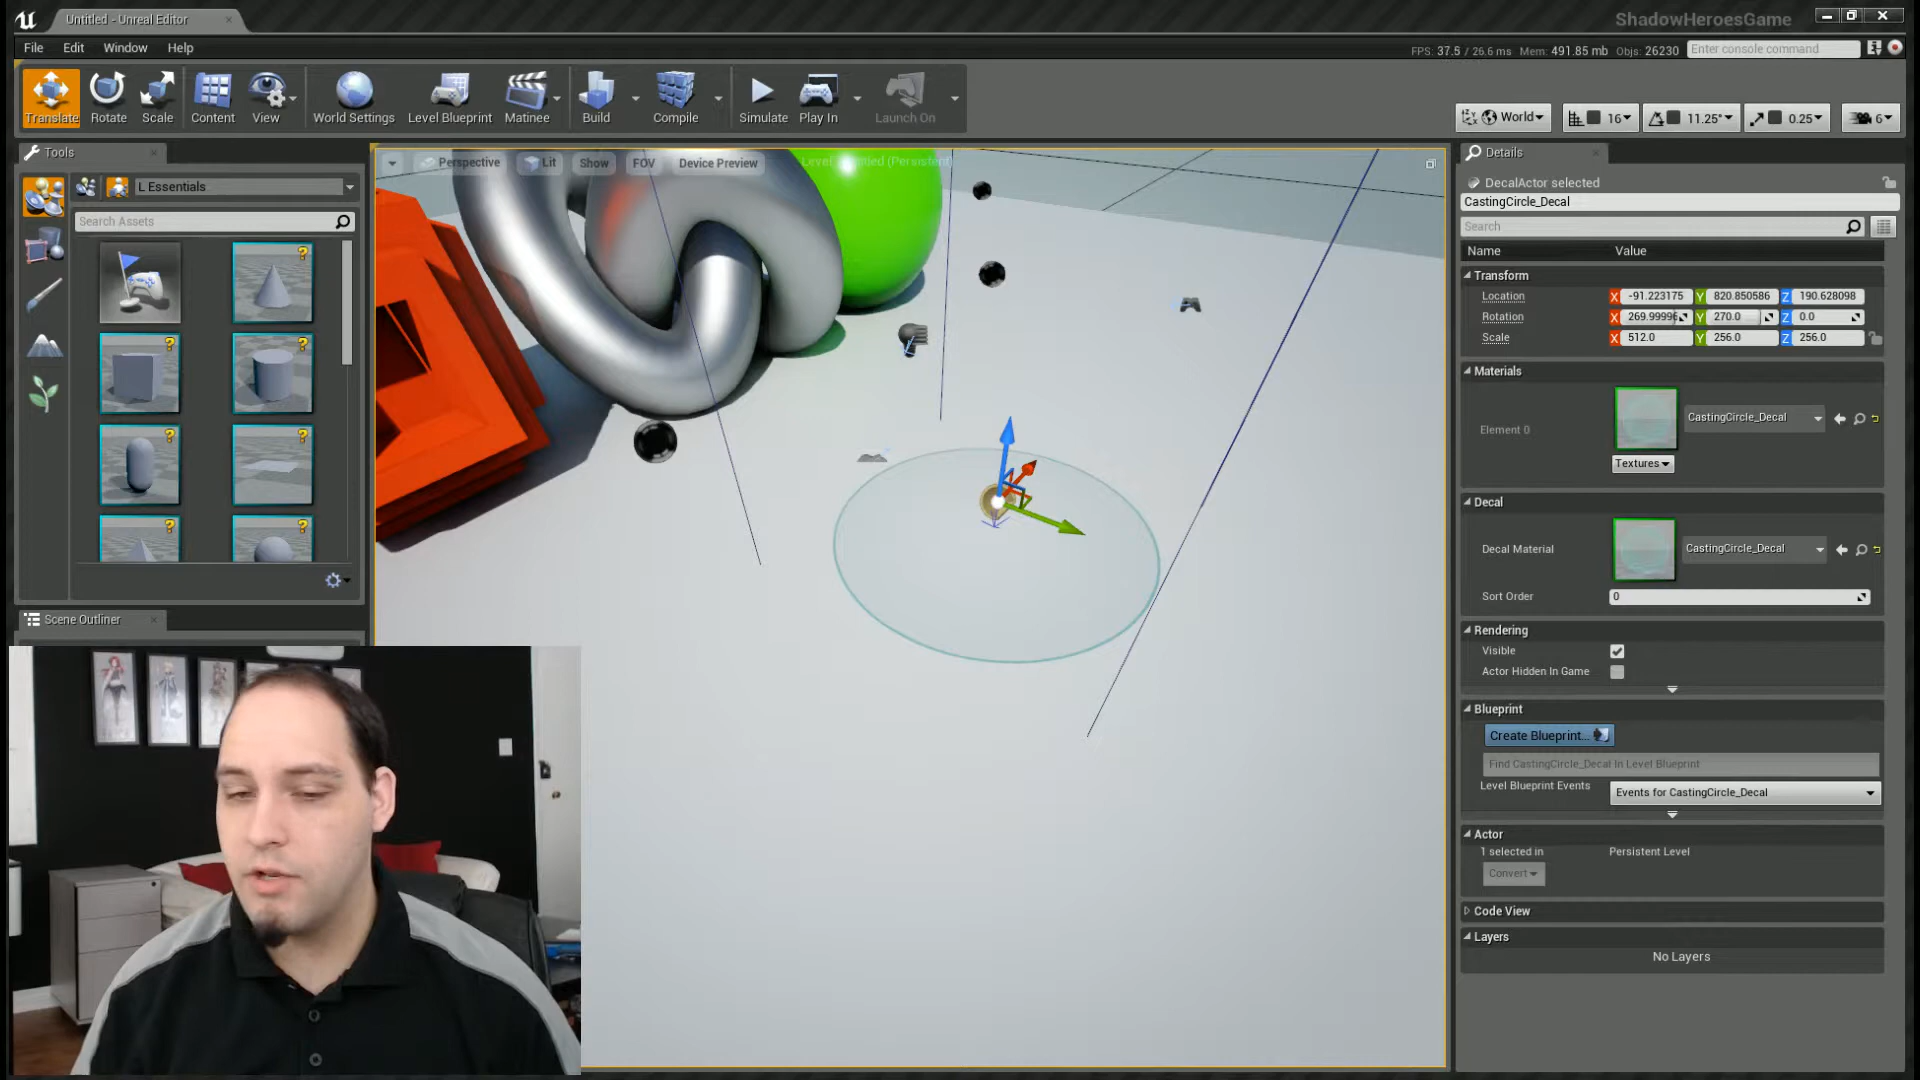 Untitled - Unreal Editor
ShadowHeroesGame
File Edit Window Help
FPS: 37.5 / 26.6 ms Mem: 491.85 mb Objs: 26230 Enter console command
Translate Rotate Scale Content View World Settings Level Blueprint Matinee Build Compile Simulate Play In Launch On
World 16 11.25° 0.25 6
Tools
L Essentials
Search Assets
Scene Outliner
Perspective Lit Show FOV Device Preview
(Persistent
Details
DecalActor selected
CastingCircle_Decal
Search
Name Value
Transform
Location X -91.223175 Y 820.850586 Z 190.628098
Rotation X 269.99996 Y 270.0 Z 0.0
Scale X 512.0 Y 256.0 Z 256.0
Materials
Element 0 CastingCircle_Decal
Textures
Decal
Decal Material CastingCircle_Decal
Sort Order 0
Rendering
Visible
Actor Hidden In Game
Blueprint
Create Blueprint...
Find CastingCircle_Decal In Level Blueprint
Level Blueprint Events Events for CastingCircle_Decal
Actor
1 selected in Persistent Level
Convert
Code View
Layers
No Layers